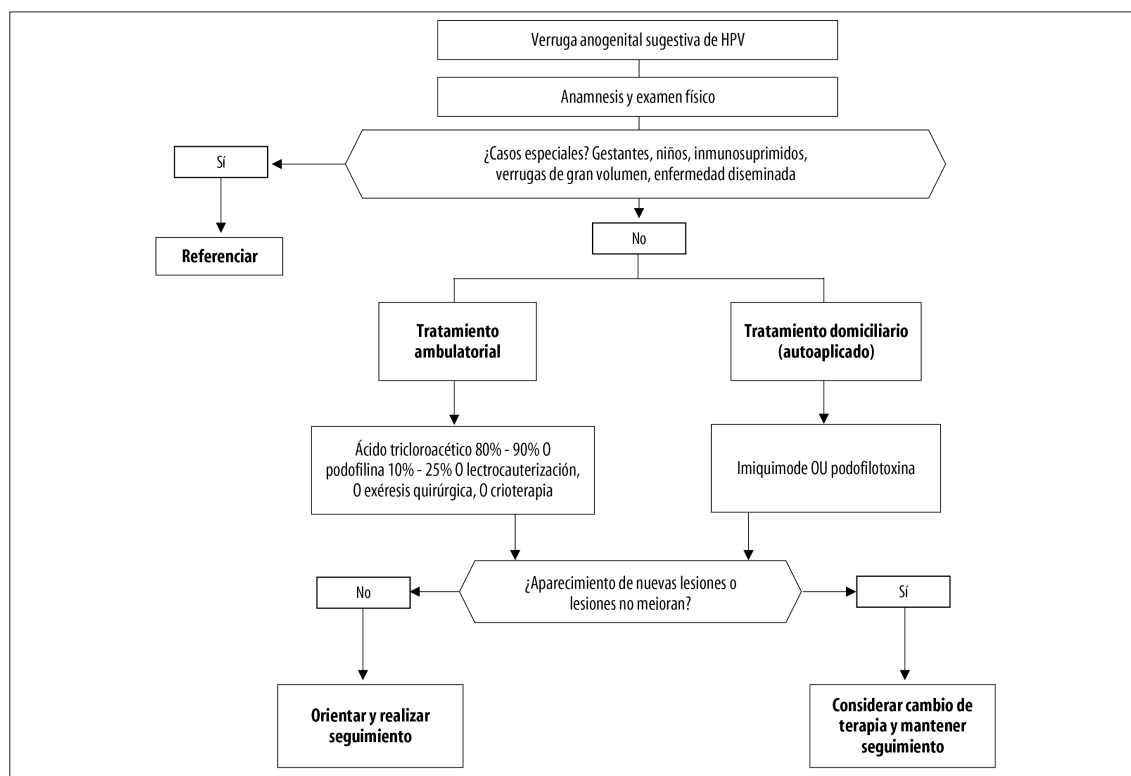 Verruga anogenital sugestiva de HPV
Anamnesis y examen físico
¿Casos especiales? Gestantes, niños, inmunosuprimidos,
verrugas de gran volumen, enfermedad diseminada
Sí
Referenciar
No
Tratamiento
ambulatorial
Tratamiento domiciliario
(autoaplicado)
Ácido tricloroacético 80% - 90% O
podofilina 10% - 25% O lectrocauterización,
O exéresis quirúrgica, O crioterapia
Imiquimode OU podofilotoxina
¿Aparecimiento de nuevas lesiones o
lesiones no meioran?
No
Sí
Orientar y realizar
seguimiento
Considerar cambio de
terapia y mantener
seguimiento